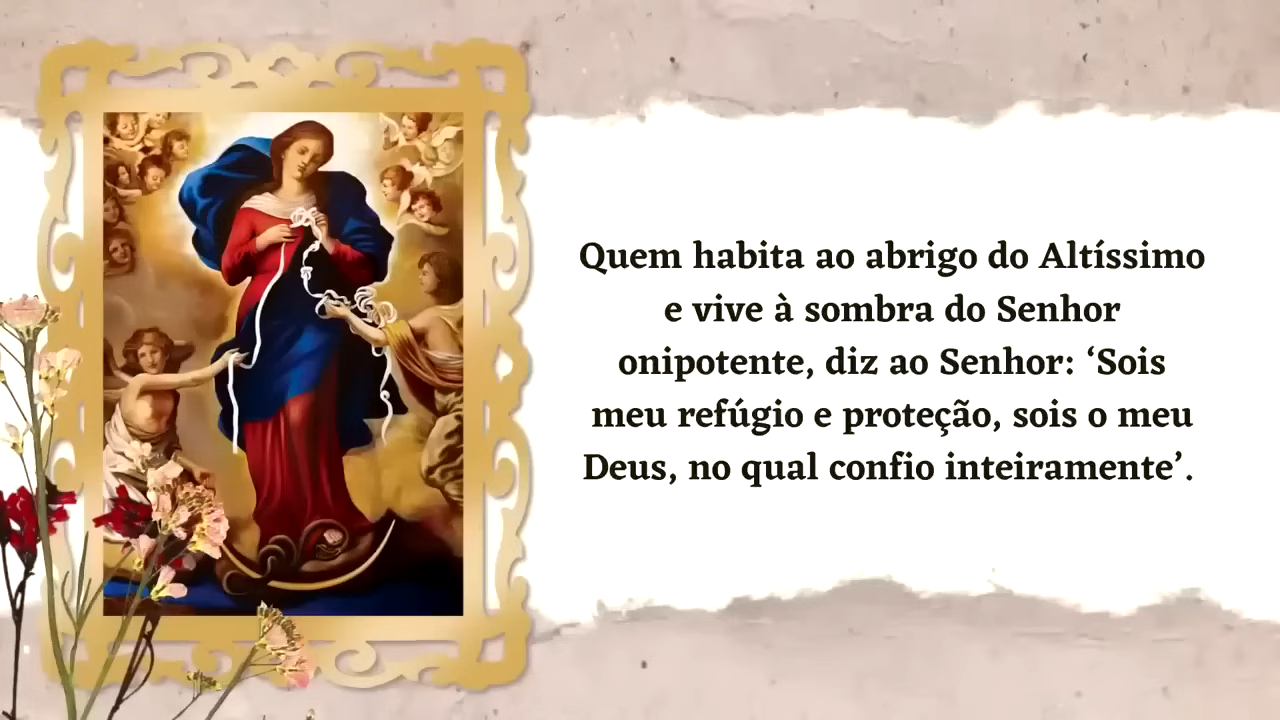 Quem habita ao abrigo do Altíssimo
e vive à sombra do Senhor
onipotente, diz ao Senhor: ‘Sois
meu refúgio e proteção, sois o meu
Deus, no qual confio inteiramente’.